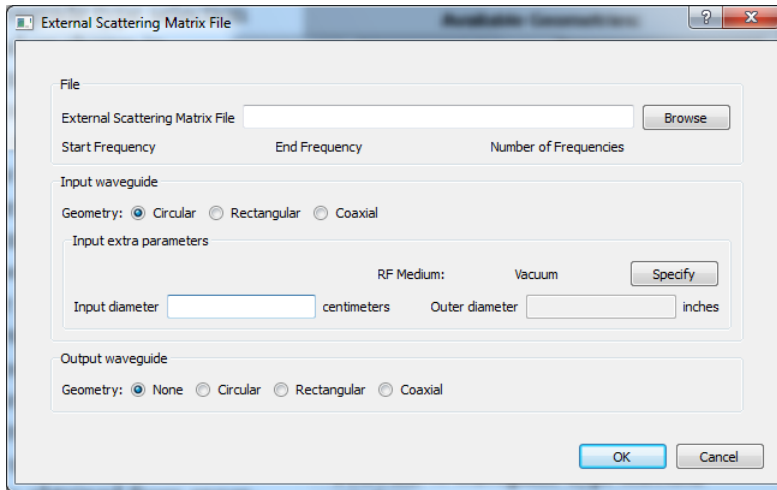 External Scattering Matrix File
Available Geometries:
File
External Scattering Matrix File Browse
Start Frequency End Frequency Number of Frequencies
Input waveguide
Geometry: Circular Rectangular Coaxial
Input extra parameters
RF Medium: Vacuum Specify
Input diameter centimeters Outer diameter inches
Output waveguide
Geometry: None Circular Rectangular Coaxial
OK Cancel